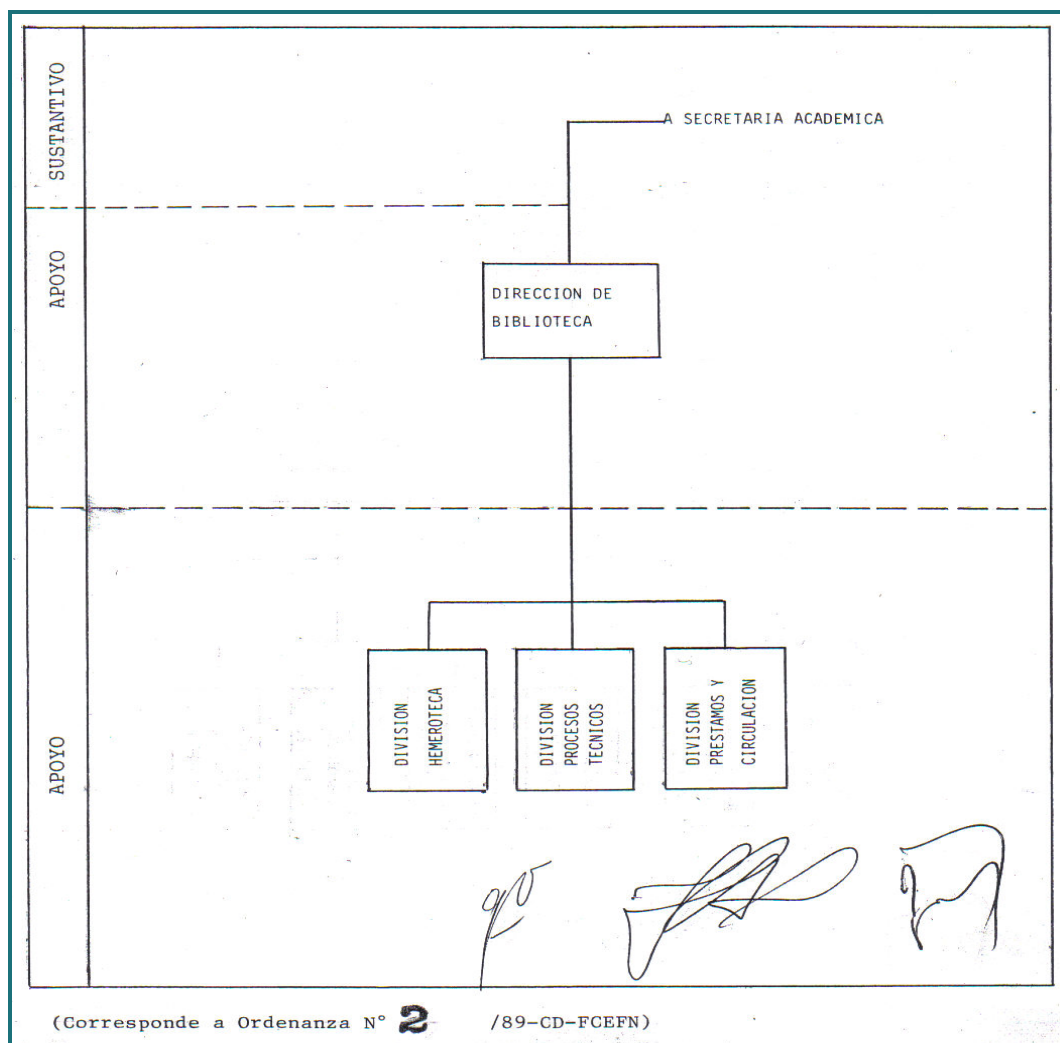 SUSTANTIVO
A SECRETARIA ACADEMICA
APOYO
DIRECCION DE
BIBLIOTECA
APOYO
DIVISION
HEMEROTECA
DIVISION
PROCESOS
TECNICOS
DIVISION
PRESTAMOS Y
CIRCULACION
(Corresponde a Ordenanza N° 2 /89-CD-FCEFN)